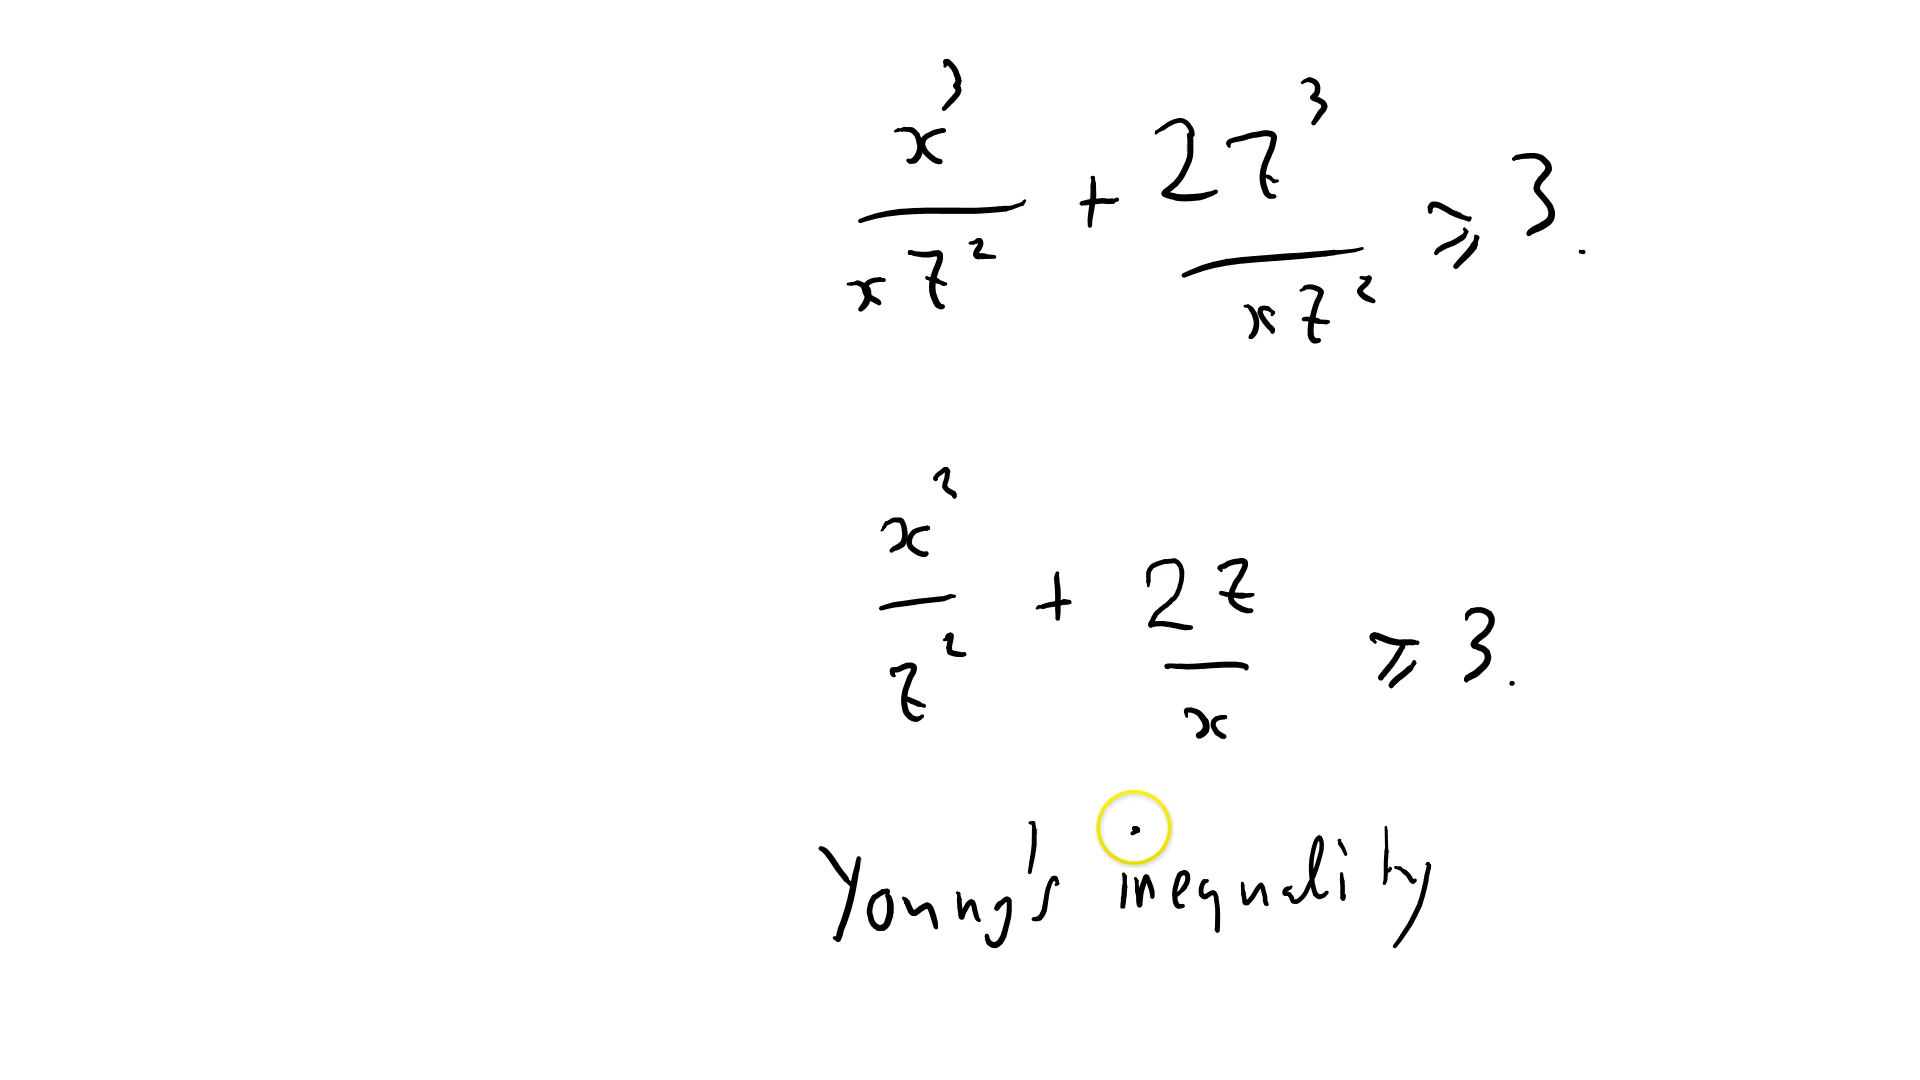 x³/xz² + 2z³/xz² ⩾ 3.
x²/z² + 2z/x ⩾ 3.
Young's inequality